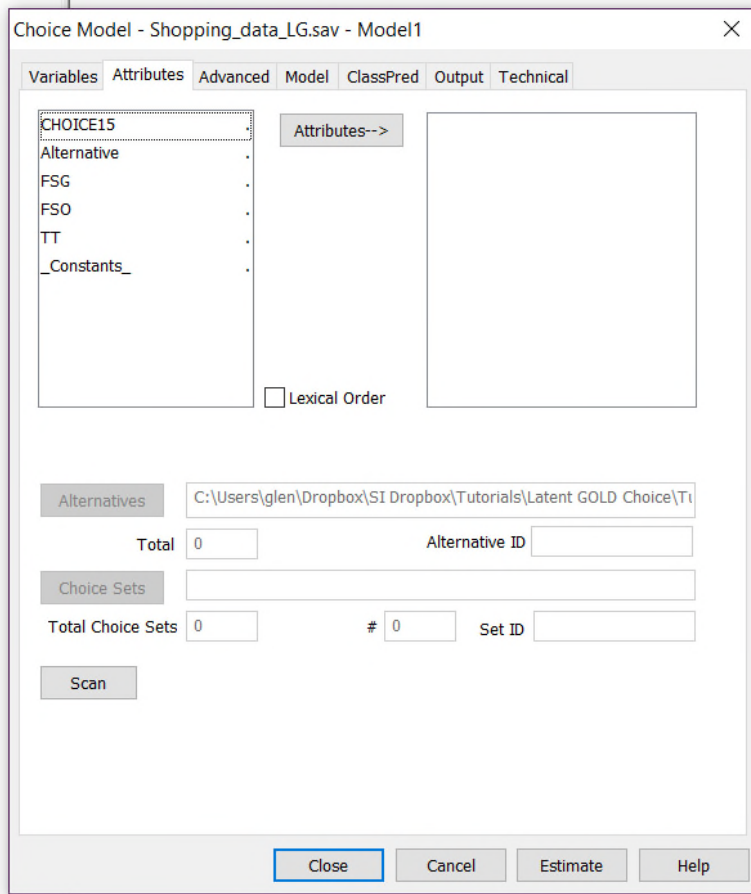 Choice Model - Shopping_data_LG.sav - Model1
Variables Attributes Advanced Model ClassPred Output Technical
CHOICE15 .
Alternative .
FSG .
FSO .
TT .
_Constants_ .
Attributes-->
Lexical Order
Alternatives C:\Users\glen\Dropbox\SI Dropbox\Tutorials\Latent GOLD Choice\Tu
Total 0 Alternative ID
Choice Sets
Total Choice Sets 0 # 0 Set ID
Scan
Close Cancel Estimate Help